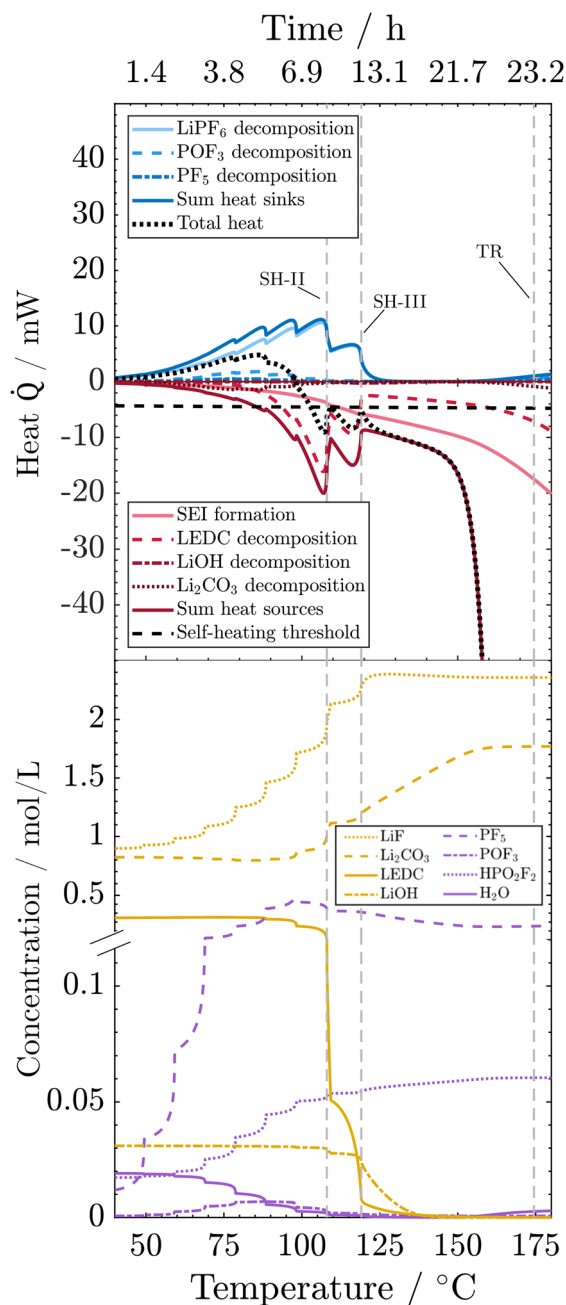 Time / h
1.4 3.8 6.9 13.1 21.7 23.2
LiPF₆ decomposition
POF₃ decomposition
PF₅ decomposition
Sum heat sinks
Total heat
SH-II
SH-III
TR
40
30
20
10
0
-10
-20
-30
-40
Heat Q̇ / mW
SEI formation
LEDC decomposition
LiOH decomposition
Li₂CO₃ decomposition
Sum heat sources
Self-heating threshold
2
1.5
1
0.5
0.1
0.05
0
Concentration / mol/L
LiF
Li₂CO₃
LEDC
LiOH
PF₅
POF₃
HPO₂F₂
H₂O
50 75 100 125 150 175
Temperature / °C